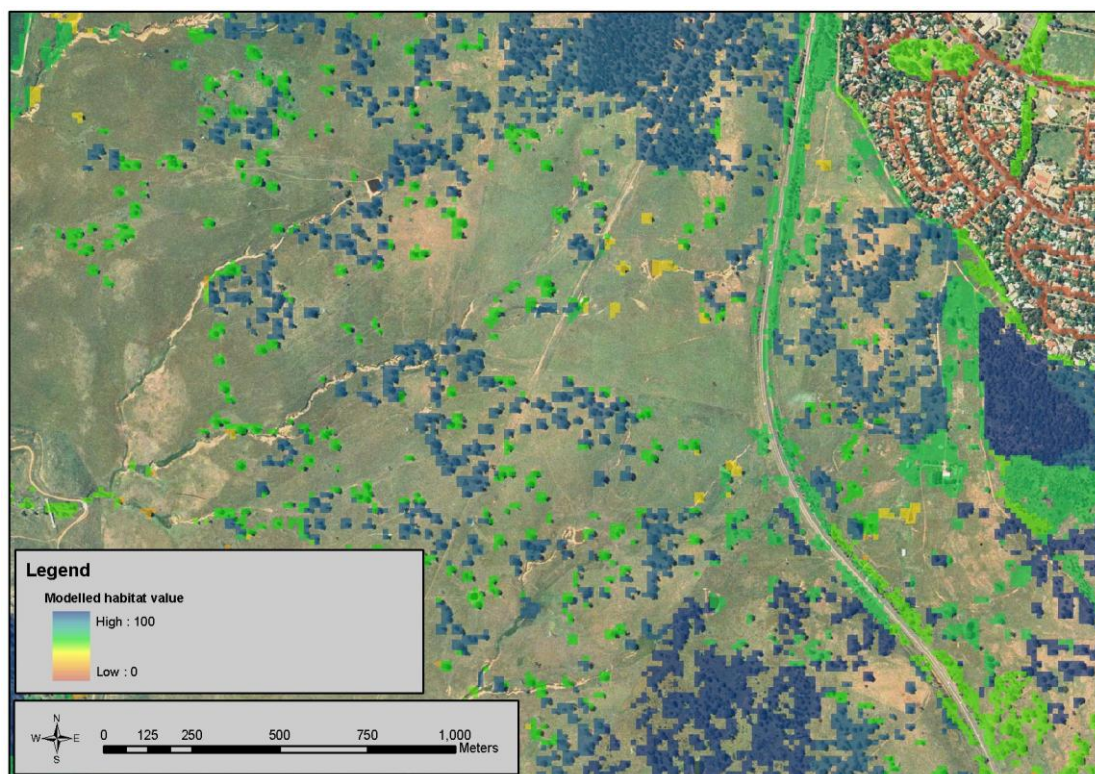 Legend
Modelled habitat value
High : 100
Low : 0
N
W E
S
0 125 250 500 750 1,000
Meters